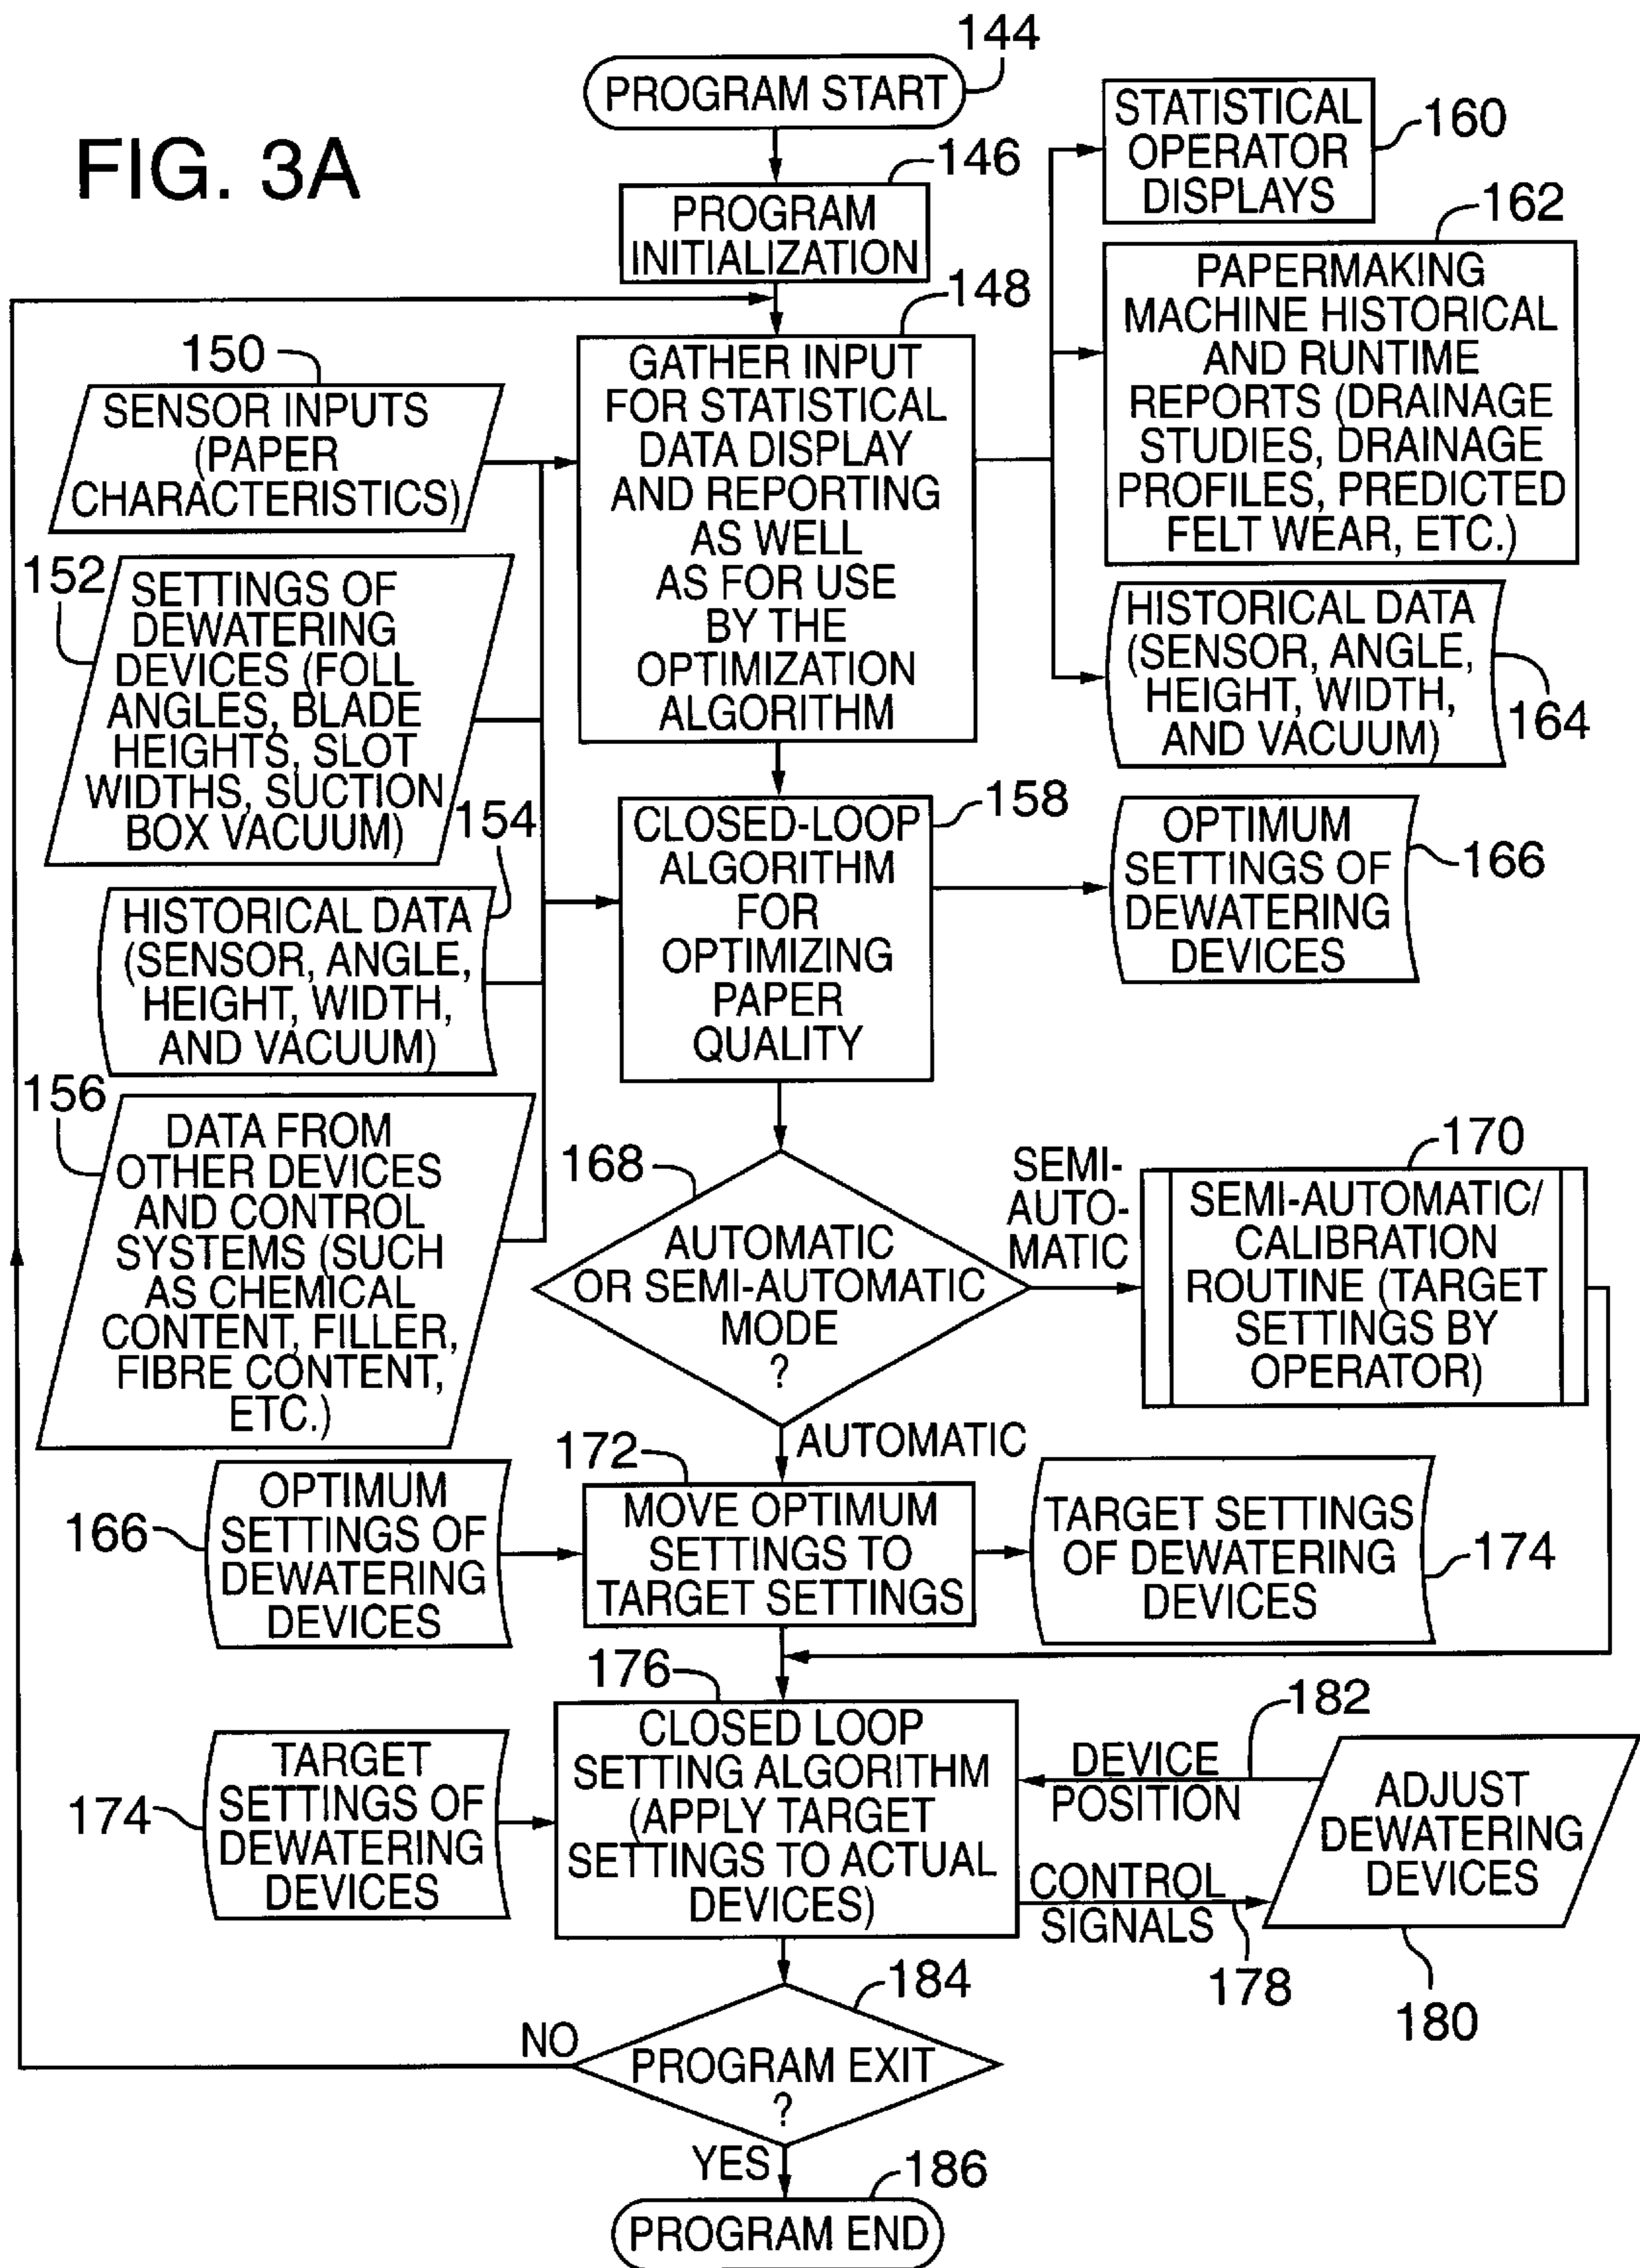 FIG. 3A
PROGRAM START
144
PROGRAM
INITIALIZATION
146
GATHER INPUT
FOR STATISTICAL
DATA DISPLAY
AND REPORTING
AS WELL
AS FOR USE
BY THE
OPTIMIZATION
ALGORITHM
148
STATISTICAL
OPERATOR
DISPLAYS
160
PAPERMAKING
MACHINE HISTORICAL
AND RUNTIME
REPORTS (DRAINAGE
STUDIES, DRAINAGE
PROFILES, PREDICTED
FELT WEAR, ETC.)
162
HISTORICAL DATA
(SENSOR, ANGLE,
HEIGHT, WIDTH,
AND VACUUM)
164
150
SENSOR INPUTS
(PAPER
CHARACTERISTICS)
152
SETTINGS OF
DEWATERING
DEVICES (FOLL
ANGLES, BLADE
HEIGHTS, SLOT
WIDTHS, SUCTION
BOX VACUUM)
154
HISTORICAL DATA
(SENSOR, ANGLE,
HEIGHT, WIDTH,
AND VACUUM)
156
DATA FROM
OTHER DEVICES
AND CONTROL
SYSTEMS (SUCH
AS CHEMICAL
CONTENT, FILLER,
FIBRE CONTENT,
ETC.)
CLOSED-LOOP
ALGORITHM
FOR
OPTIMIZING
PAPER
QUALITY
158
OPTIMUM
SETTINGS OF
DEWATERING
DEVICES
166
168
AUTOMATIC
OR SEMI-AUTOMATIC
MODE
?
SEMI-
AUTO-
MATIC
170
SEMI-AUTOMATIC/
CALIBRATION
ROUTINE (TARGET
SETTINGS BY
OPERATOR)
AUTOMATIC
166
OPTIMUM
SETTINGS OF
DEWATERING
DEVICES
172
MOVE OPTIMUM
SETTINGS TO
TARGET SETTINGS
TARGET SETTINGS
OF DEWATERING
DEVICES
174
176
174
TARGET
SETTINGS OF
DEWATERING
DEVICES
CLOSED LOOP
SETTING ALGORITHM
(APPLY TARGET
SETTINGS TO ACTUAL
DEVICES)
182
DEVICE
POSITION
CONTROL
SIGNALS
178
ADJUST
DEWATERING
DEVICES
180
184
NO
PROGRAM EXIT
?
YES
186
PROGRAM END